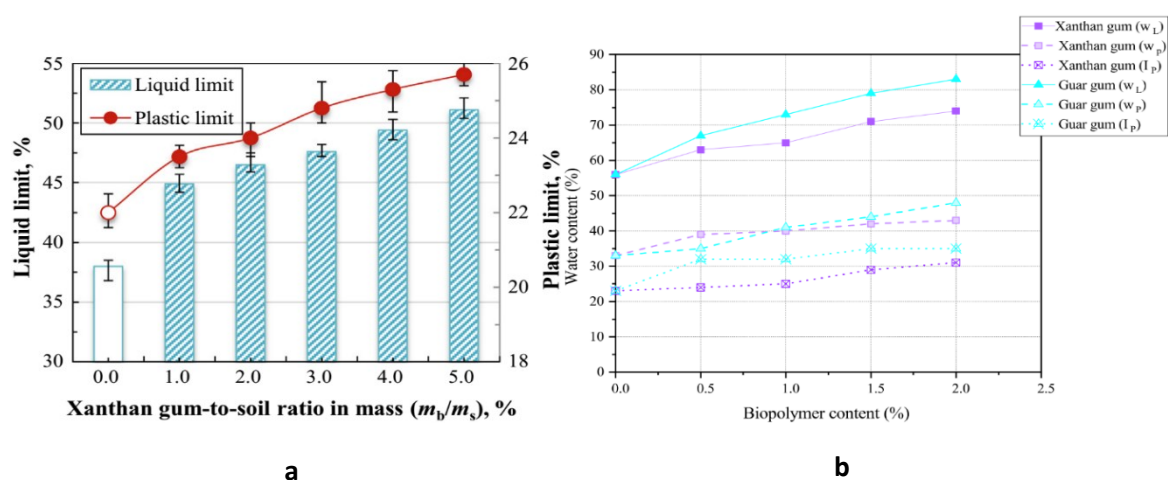 55
50
45
40
35
30
Liquid limit, %
Liquid limit
Plastic limit
26
24
22
20
18
Plastic limit, %
0.0 1.0 2.0 3.0 4.0 5.0
Xanthan gum-to-soil ratio in mass (mb/ms), %
a
Xanthan gum (wL)
Xanthan gum (wp)
Xanthan gum (IP)
Guar gum (wL)
Guar gum (wp)
Guar gum (IP)
90
80
70
60
50
40
30
20
10
0
Water content (%)
0.0 0.5 1.0 1.5 2.0 2.5
Biopolymer content (%)
b